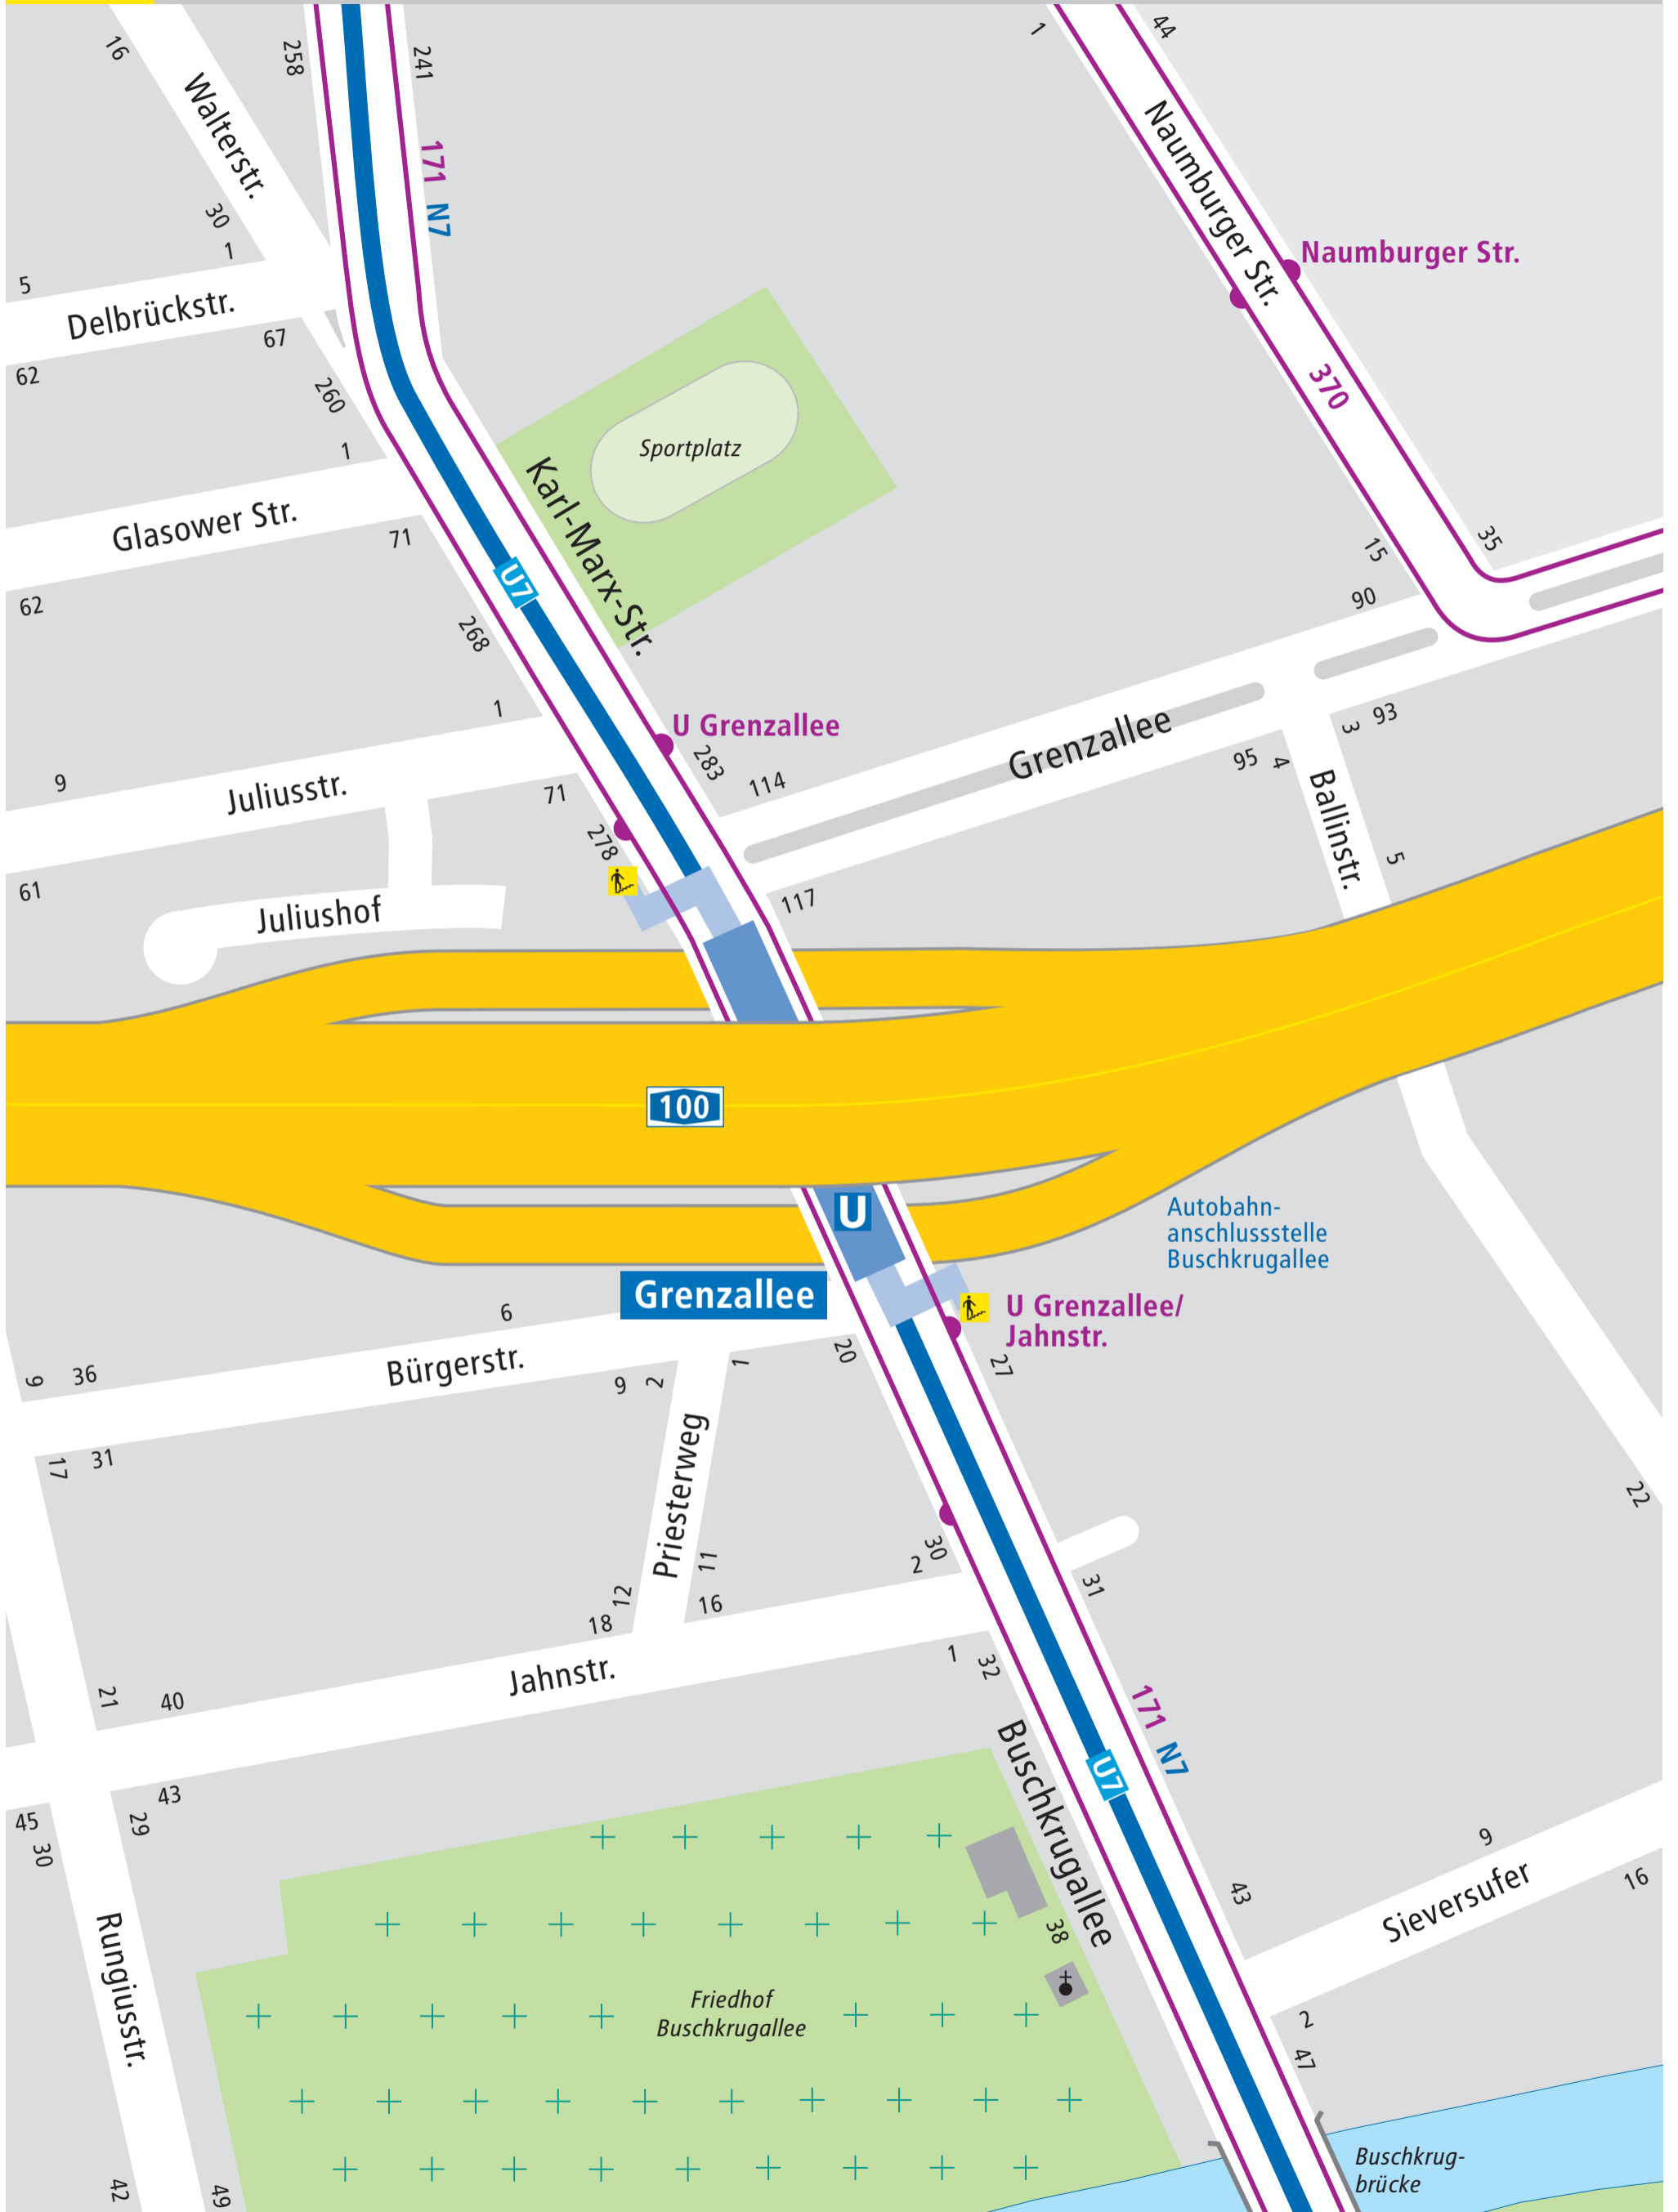 16
258
241
1
44
Walterstr.
171 N7
Naumburger Str.
30
1
Naumburger Str.
5
Delbrückstr.
67
62
260
370
1
Sportplatz
Karl-Marx-Str.
Glasower Str.
71
U7
35
15
62
90
268
1
U Grenzallee
93
3
Grenzallee
283
95
4
114
9
Juliusstr.
71
Ballinstr.
278
5
61
117
Juliushof
100
U
Autobahn-
anschlussstelle
Buschkrugallee
Grenzallee
U Grenzallee/
Jahnstr.
6
20
27
9
36
Bürgerstr.
9
2
1
17
31
22
Priesterweg
30
2
11
31
12
16
18
1
32
Jahnstr.
21
40
171 N7
Buschkrugallee
U7
43
45
29
30
9
16
43
Sieversufer
38
Rungiusstr.
Friedhof
Buschkrugallee
2
47
Buschkrug-
brücke
42
49